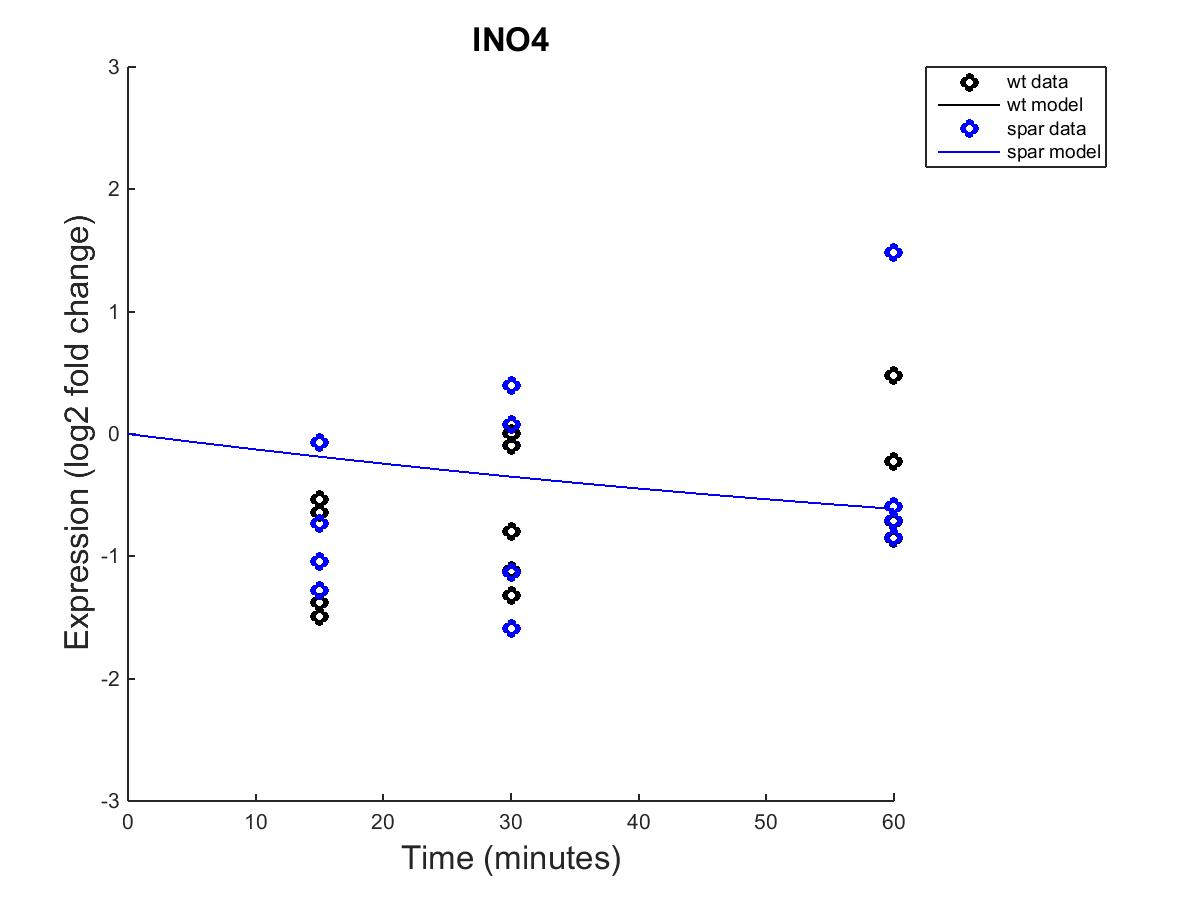 INO4
wt data
wt model
spar data
spar model
Expression (log2 fold change)
3
2
1
0
-1
-2
-3
0 10 20 30 40 50 60
Time (minutes)